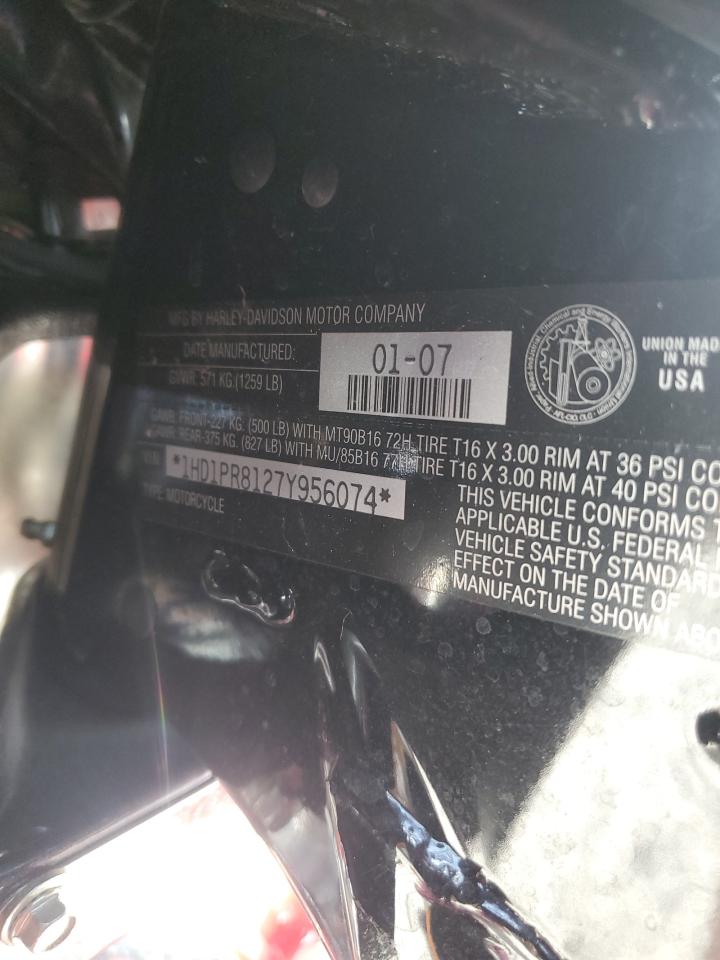 MFG BY HARLEY-DAVIDSON MOTOR COMPANY
DATE MANUFACTURED:
01-07
GVWR 571 KG (1259 LB)
UNION MAD
IN THE
USA
GAWR: FRONT-227 KG. (500 LB) WITH MT90B16 72H TIRE T16 X 3.00 RIM AT 36 PSI CO
GAWR: REAR-375 KG. (827 LB) WITH MU/85B16 77H TIRE T16 X 3.00 RIM AT 40 PSI CO
VIN
*1HD1PR8127Y956074*
TYPE MOTORCYCLE
THIS VEHICLE CONFORMS T
APPLICABLE U.S. FEDERAL
VEHICLE SAFETY STANDARD
EFFECT ON THE DATE OF
MANUFACTURE SHOWN ABO